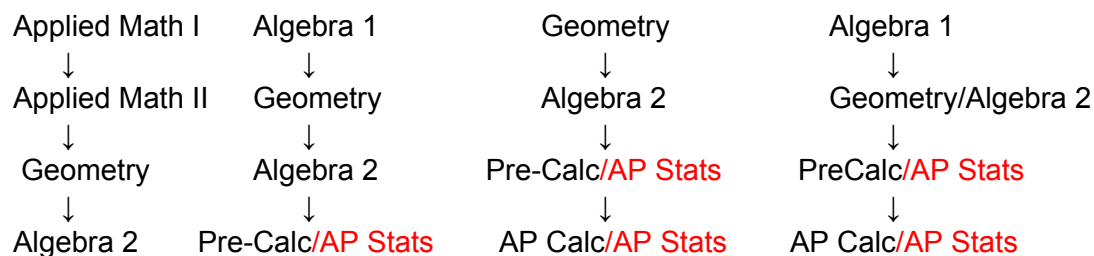 Applied Math I Algebra 1 Geometry Algebra 1
↓ ↓ ↓ ↓
Applied Math II Geometry Algebra 2 Geometry/Algebra 2
↓ ↓ ↓ ↓
Geometry Algebra 2 Pre-Calc/AP Stats PreCalc/AP Stats
↓ ↓ ↓ ↓
Algebra 2 Pre-Calc/AP Stats AP Calc/AP Stats AP Calc/AP Stats